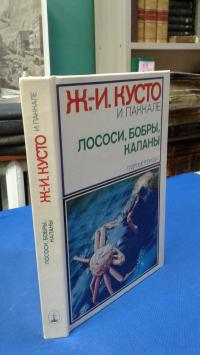 Ж.-И. КУСТО
И. ПАККАЛЕ
ЛОСОСИ, БОБРЫ,
КАЛАНЫ
Ж.-И. КУСТО И. ПАККАЛЕ
ЛОСОСИ, БОБРЫ,
КАЛАНЫ